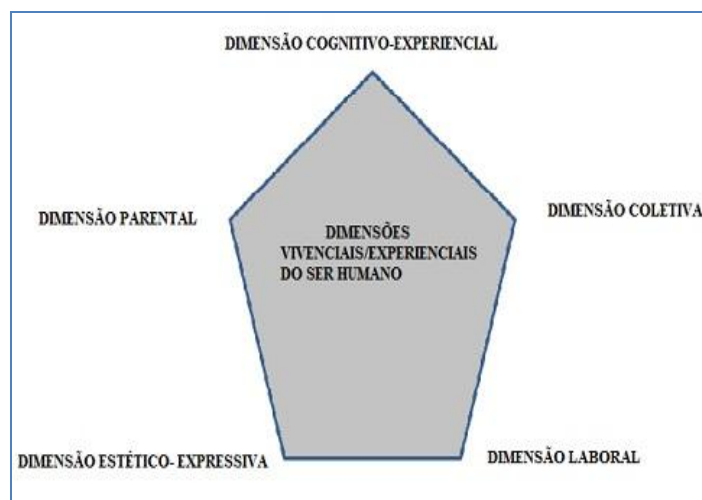 DIMENSÃO COGNITIVO-EXPERIENCIAL
DIMENSÃO PARENTAL
DIMENSÃO COLETIVA
DIMENSÕES
VIVENCIAIS/EXPERIENCIAIS
DO SER HUMANO
DIMENSÃO ESTÉTICO- EXPRESSIVA
DIMENSÃO LABORAL